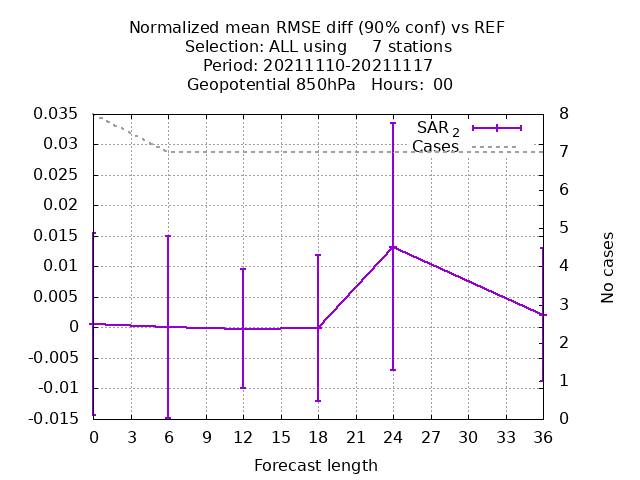 Normalized mean RMSE diff (90% conf) vs REF
Selection: ALL using 7 stations
Period: 20211110-20211117
Geopotential 850hPa Hours: 00
0.035
0.03
0.025
0.02
0.015
0.01
0.005
0
-0.005
-0.01
-0.015
8
7
6
5
4
3
2
1
0
SAR 2
Cases
No cases
0 3 6 9 12 15 18 21 24 27 30 33 36
Forecast length